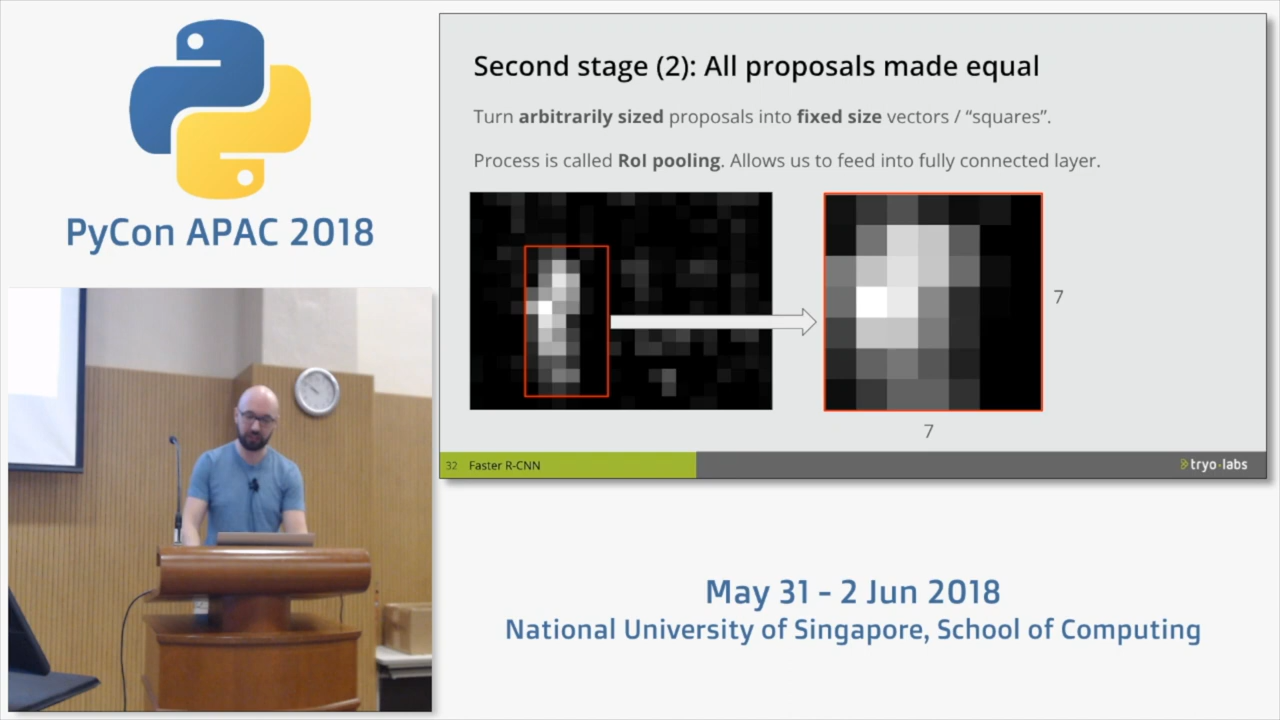 PyCon APAC 2018
Second stage (2): All proposals made equal
Turn arbitrarily sized proposals into fixed size vectors / “squares”.
Process is called RoI pooling. Allows us to feed into fully connected layer.
7
7
32 Faster R-CNN
tryo·labs
May 31 - 2 Jun 2018
National University of Singapore, School of Computing